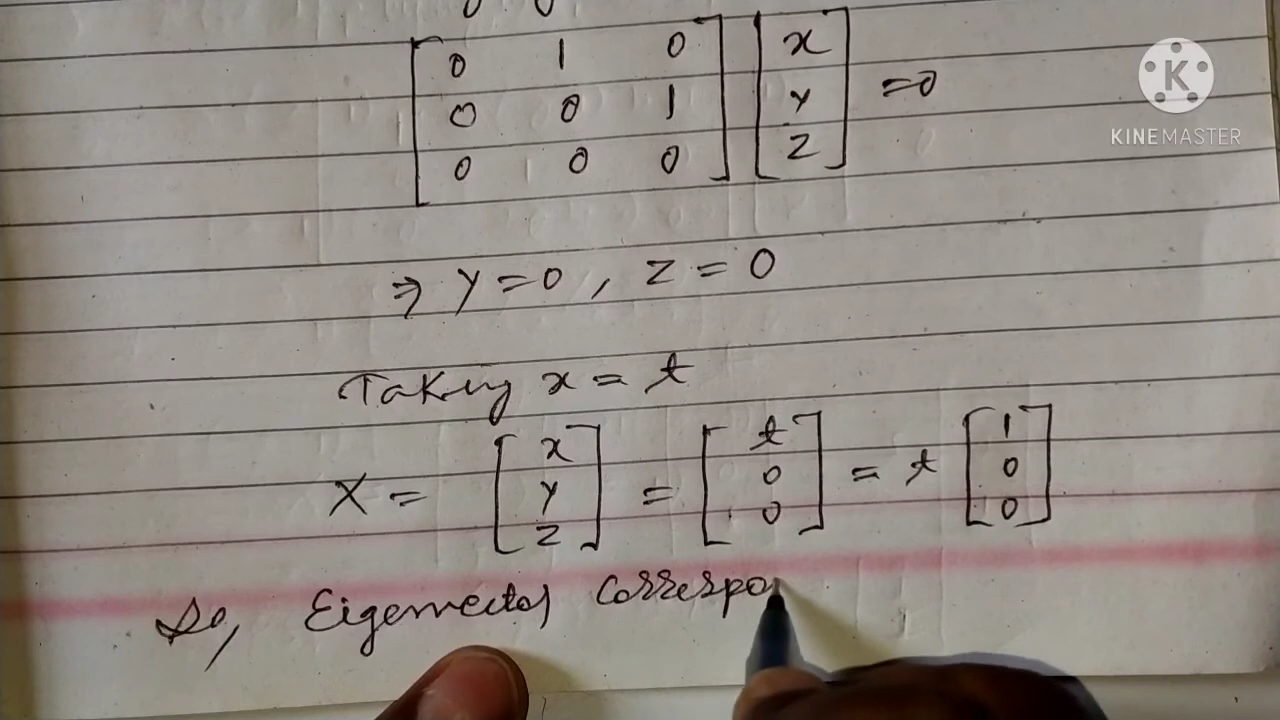 [0 1 0; 0 0 1; 0 0 0] [x; y; z] = 0
⇒ y = 0, z = 0
Taking x = t
X = [x; y; z] = [t; 0; 0] = t [1; 0; 0]
So, Eigenvector Correspo
KINEMASTER